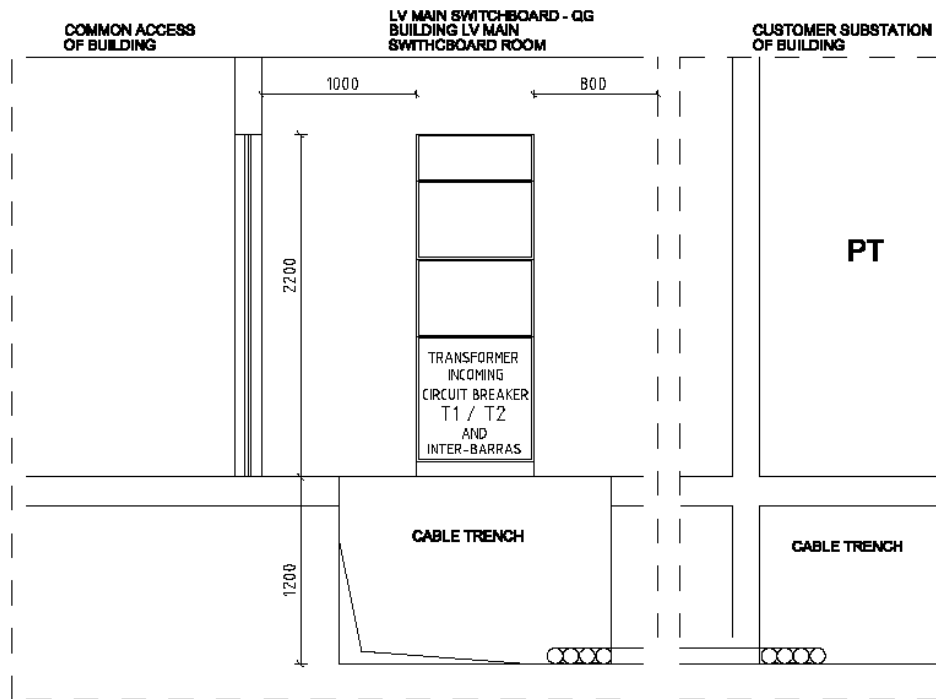 COMMON ACCESS
OF BUILDING
LV MAIN SWITCHBOARD - QG
BUILDING LV MAIN
SWITHCBOARD ROOM
CUSTOMER SUBSTATION
OF BUILDING
1000
800
2200
PT
TRANSFORMER
INCOMING
CIRCUIT BREAKER
T1 / T2
AND
INTER-BARRAS
1200
CABLE TRENCH
CABLE TRENCH